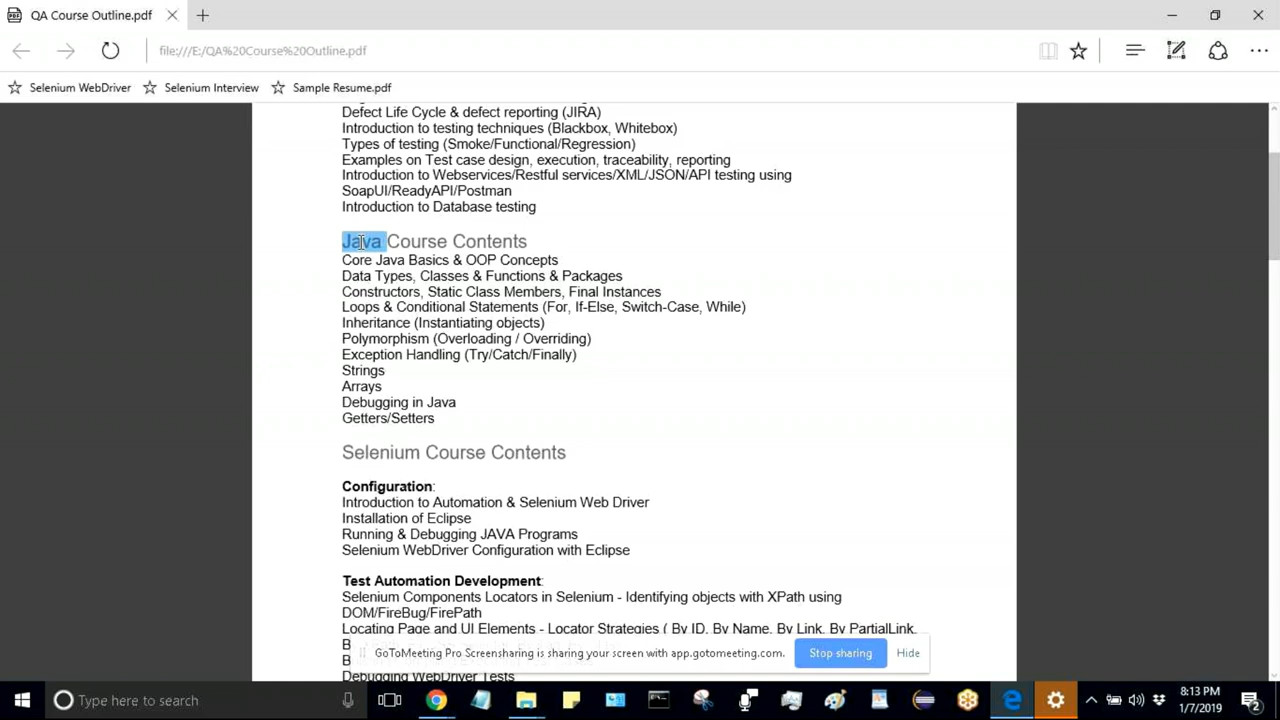 QA Course Outline.pdf
file:///E:/QA%20Course%20Outline.pdf
Selenium WebDriver Selenium Interview Sample Resume.pdf
Defect Life Cycle & defect reporting (JIRA)
Introduction to testing techniques (Blackbox, Whitebox)
Types of testing (Smoke/Functional/Regression)
Examples on Test case design, execution, traceability, reporting
Introduction to Webservices/Restful services/XML/JSON/API testing using
SoapUI/ReadyAPI/Postman
Introduction to Database testing
Java Course Contents
Core Java Basics & OOP Concepts
Data Types, Classes & Functions & Packages
Constructors, Static Class Members, Final Instances
Loops & Conditional Statements (For, If-Else, Switch-Case, While)
Inheritance (Instantiating objects)
Polymorphism (Overloading / Overriding)
Exception Handling (Try/Catch/Finally)
Strings
Arrays
Debugging in Java
Getters/Setters
Selenium Course Contents
Configuration:
Introduction to Automation & Selenium Web Driver
Installation of Eclipse
Running & Debugging JAVA Programs
Selenium WebDriver Configuration with Eclipse
Test Automation Development:
Selenium Components Locators in Selenium - Identifying objects with XPath using
DOM/FireBug/FirePath
Locating Page and UI Elements - Locator Strategies ( By ID, By Name, By Link, By PartialLink,
GoToMeeting Pro Screensharing is sharing your screen with app.gotomeeting.com. Stop sharing Hide
Debugging WebDriver Tests
Type here to search
8:13 PM
1/7/2019
2